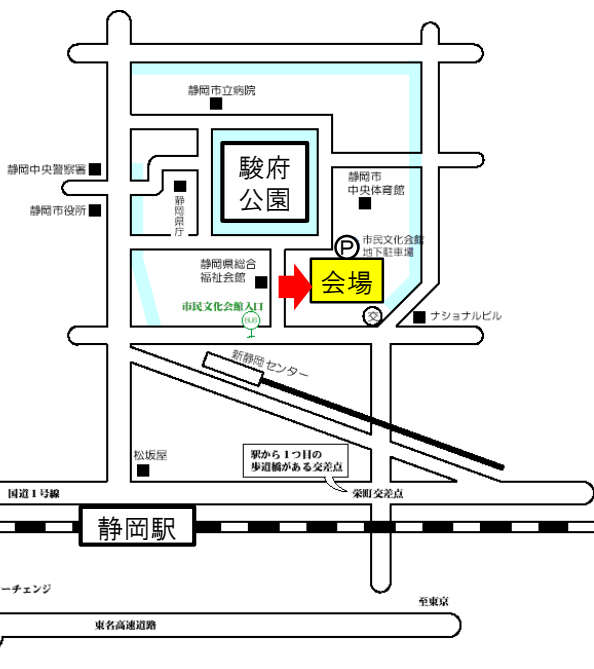 静岡市立病院
静岡中央警察署
駿府
公園
静岡市
中央体育館
静岡市役所
静岡県庁
P
市民文化会館
地下駐車場
静岡県総合
福祉会館
会場
市民文化会館入口
BUS
交
ナショナルビル
新静岡センター
松坂屋
駅から1つ目の
歩道橋がある交差点
国道1号線
栄町交差点
静岡駅
ーチェンジ
至東京
東名高速道路